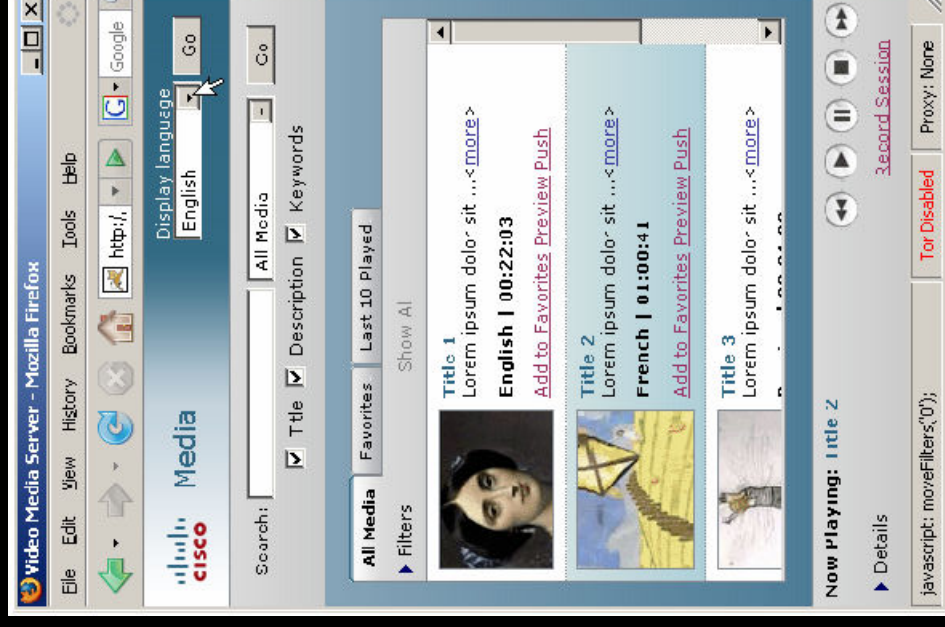 Video Media Server - Mozilla Firefox
File Edit View History Tools Help
http:/, G Google
cisco Media
Display language
English Go
Search: All Media Go
Title Description Keywords
All Media Favorites Last 10 Played
Filters Show Al
Title 1
Lorem ipsum dolor sit ...<more>
English | 00:22:03
Add to Favorites Preview Push
Title 2
Lorem ipsum dolor sit ...<more>
French | 01:00:41
Add to Favorites Preview Push
Title 3
Lorem ipsum dolor sit ...<more>
Now Playing: Title 2
Details Record Session
javascript: moveFilters('0'); Tor Disabled Proxy: None